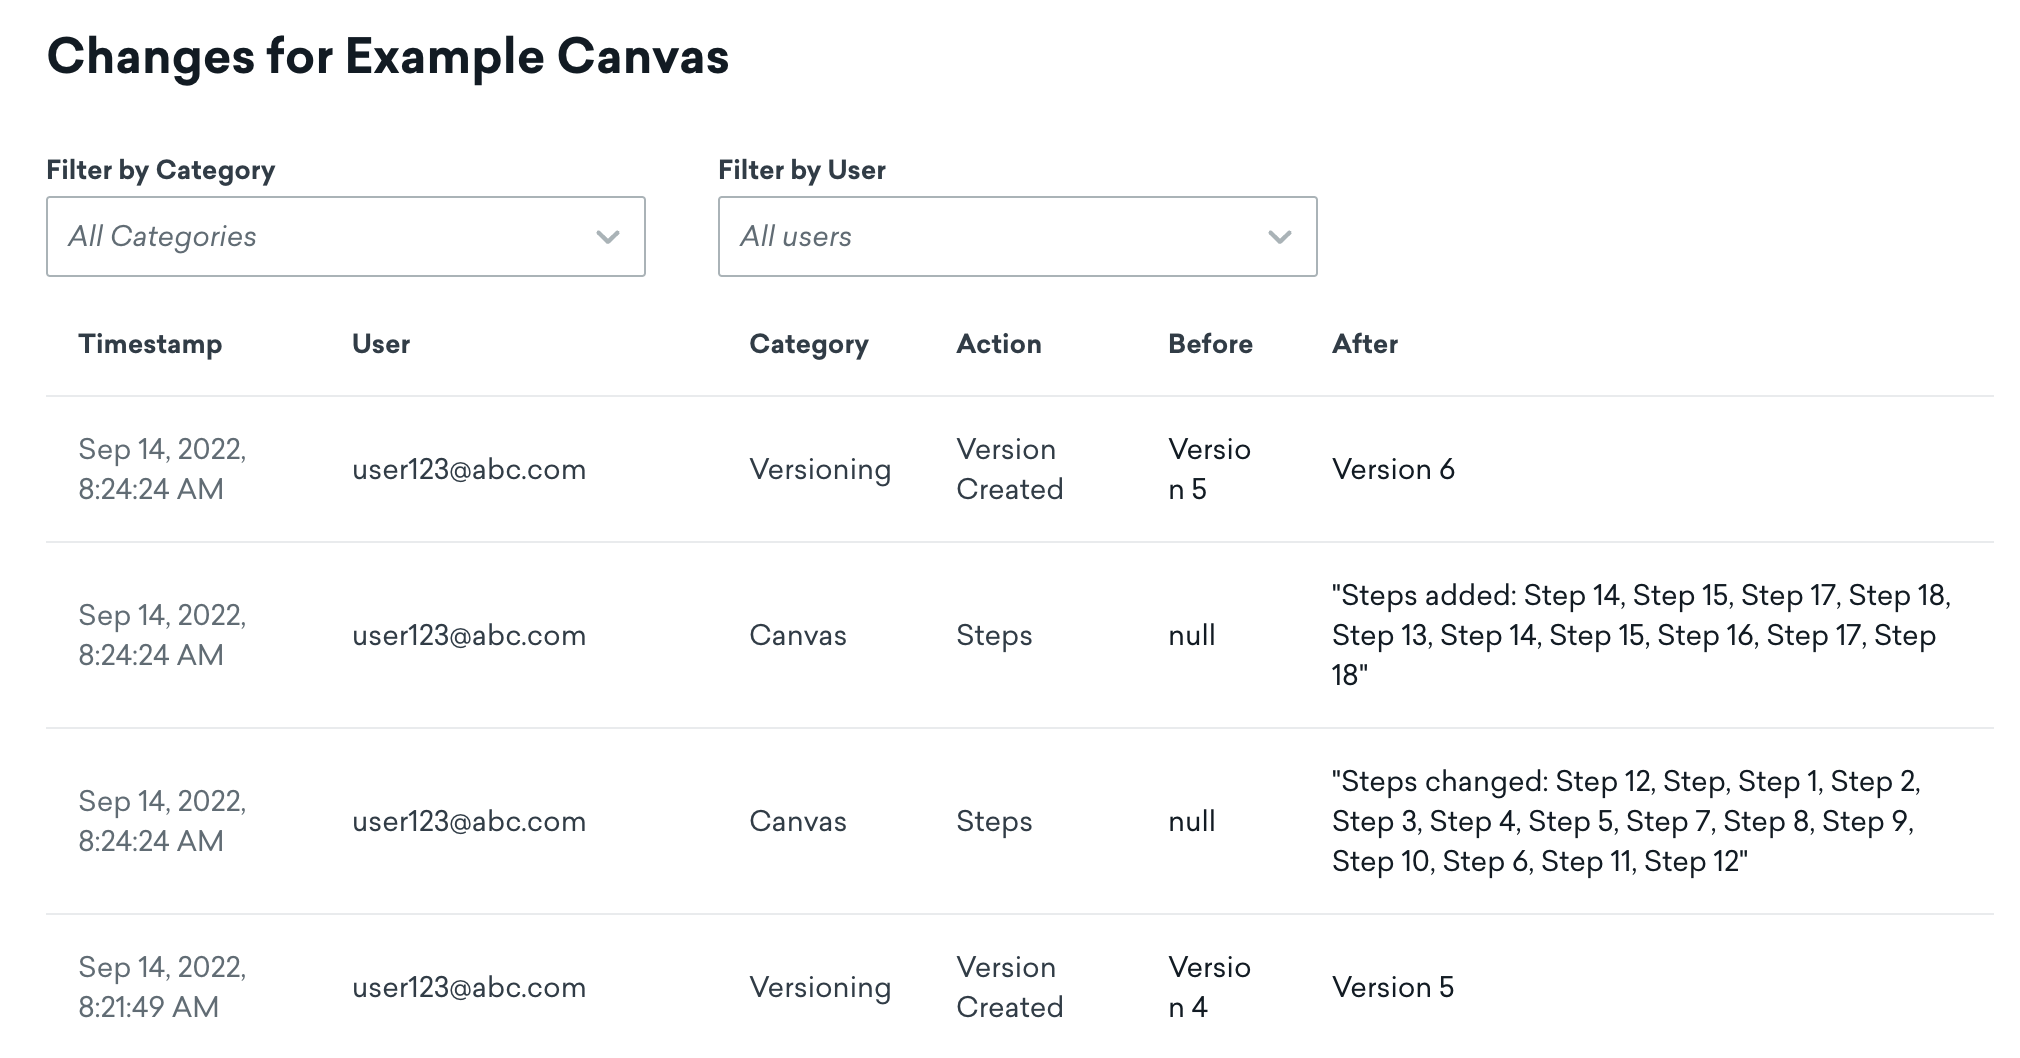 Changes for Example Canvas
Filter by Category
Filter by User
All Categories
All users
Timestamp User Category Action Before After
Sep 14, 2022,
8:24:24 AM
user123@abc.com
Versioning
Version
Created
Versio
n 5
Version 6
Sep 14, 2022,
8:24:24 AM
user123@abc.com
Canvas
Steps
null
"Steps added: Step 14, Step 15, Step 17, Step 18,
Step 13, Step 14, Step 15, Step 16, Step 17, Step
18"
Sep 14, 2022,
8:24:24 AM
user123@abc.com
Canvas
Steps
null
"Steps changed: Step 12, Step, Step 1, Step 2,
Step 3, Step 4, Step 5, Step 7, Step 8, Step 9,
Step 10, Step 6, Step 11, Step 12"
Sep 14, 2022,
8:21:49 AM
user123@abc.com
Versioning
Version
Created
Versio
n 4
Version 5